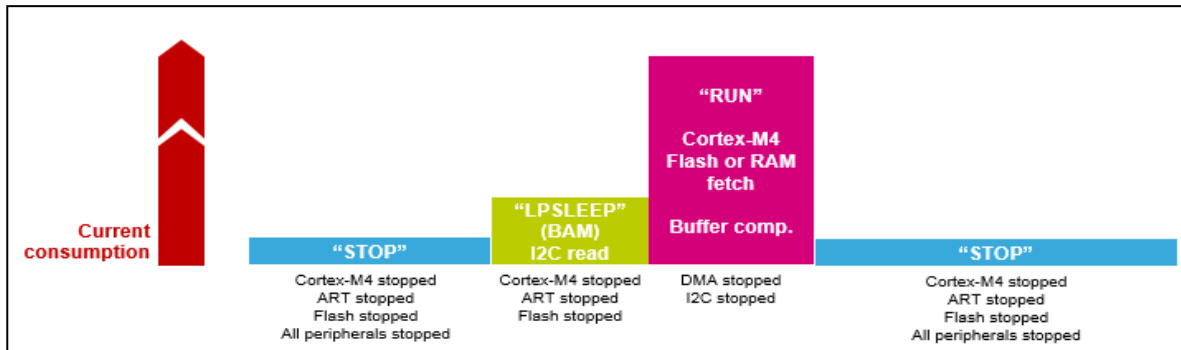 Current
consumption
“STOP”
Cortex-M4 stopped
ART stopped
Flash stopped
All peripherals stopped
“LPSLEEP”
(BAM)
I2C read
Cortex-M4 stopped
ART stopped
Flash stopped
“RUN”
Cortex-M4
Flash or RAM
fetch
Buffer comp.
DMA stopped
I2C stopped
“STOP”
Cortex-M4 stopped
ART stopped
Flash stopped
All peripherals stopped